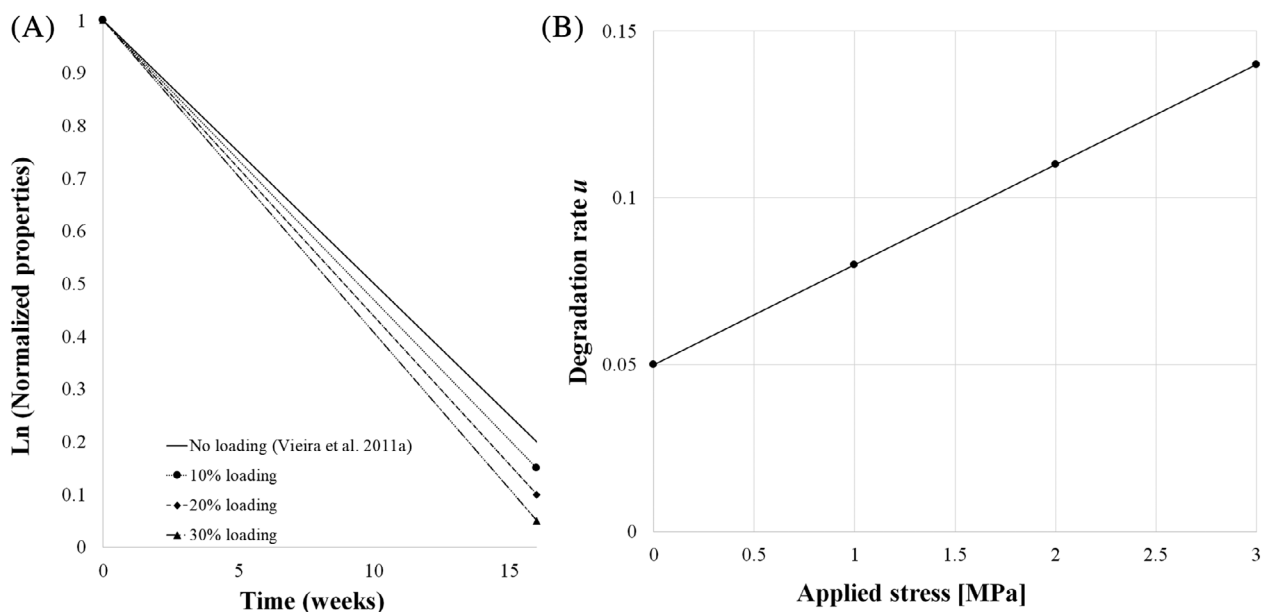 (A)
Ln (Normalized properties)
1
0.9
0.8
0.7
0.6
0.5
0.4
0.3
0.2
0.1
0
No loading (Vieira et al. 2011a)
10% loading
20% loading
30% loading
0
5
10
15
Time (weeks)
(B)
Degradation rate u
0.15
0.1
0.05
0
0
0.5
1
1.5
2
2.5
3
Applied stress [MPa]